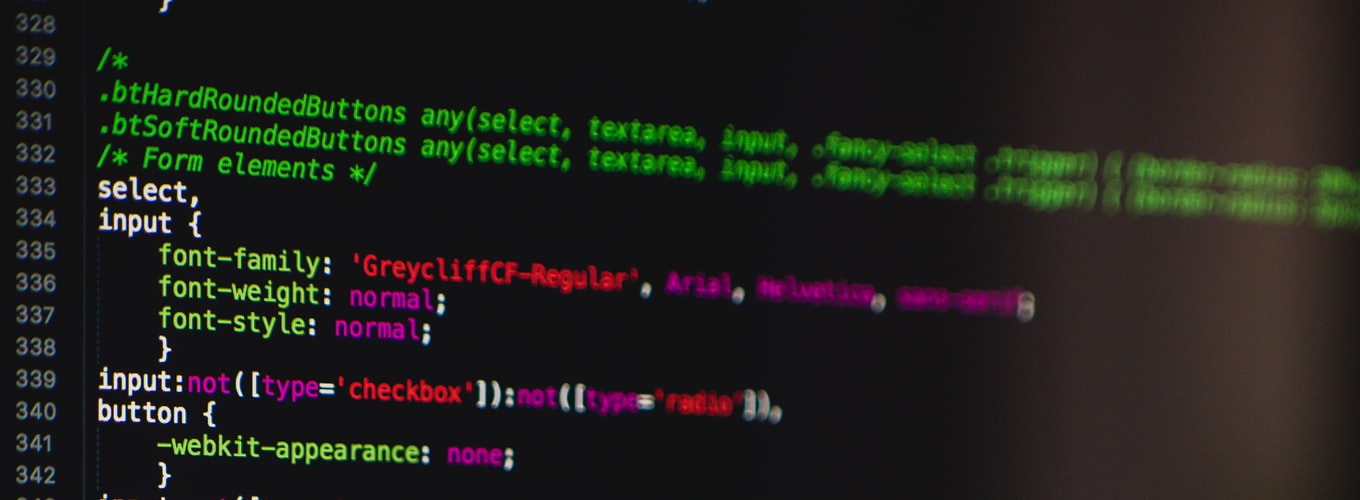 }
328
329 /*
330 .btHardRoundedButtons any(select, textarea, input, .fancy-select .trigger) {
331 .btSoftRoundedButtons any(select, textarea, input, .fancy-select .trigger) {
332 /* Form elements */
333 select,
334 input {
335 font-family: 'GreycliffCF-Regular', Arial, Helvetica, sans-serif;
336 font-weight: normal;
337 font-style: normal;
338 }
339 input:not([type='checkbox']):not([type='radio']),
340 button {
341 -webkit-appearance: none;
342 }